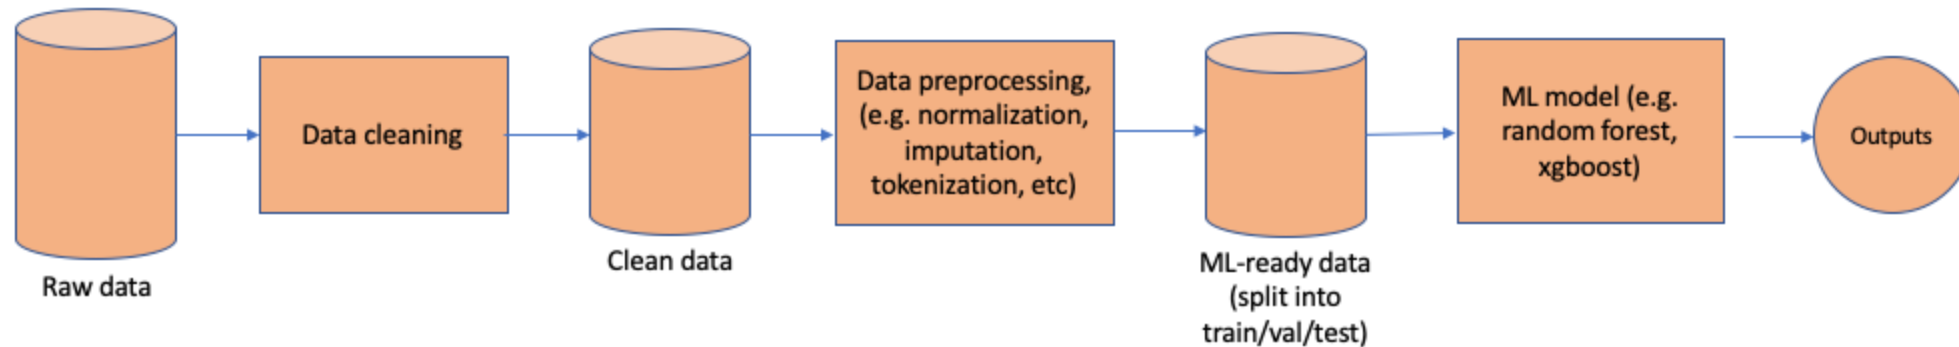 Raw data
Data cleaning
Clean data
Data preprocessing,
(e.g. normalization,
imputation,
tokenization, etc)
ML-ready data
(split into
train/val/test)
ML model (e.g.
random forest,
xgboost)
Outputs